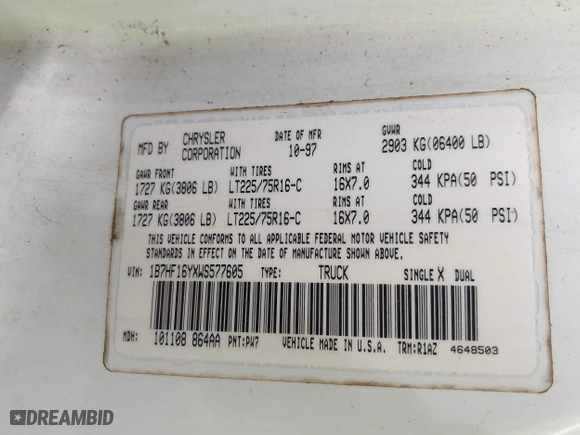 MFD BY CHRYSLER CORPORATION DATE OF MFR 10-97 GVWR 2903 KG(06400 LB)
GAWR FRONT WITH TIRES RIMS AT COLD
1727 KG(3806 LB) LT225/75R16-C 16X7.0 344 KPA(50 PSI)
GAWR REAR WITH TIRES RIMS AT COLD
1727 KG(3806 LB) LT225/75R16-C 16X7.0 344 KPA(50 PSI)
THIS VEHICLE CONFORMS TO ALL APPLICABLE FEDERAL MOTOR VEHICLE SAFETY
STANDARDS IN EFFECT ON THE DATE OF MANUFACTURE SHOWN ABOVE.
VIN: 1B7HF16YXWS577605 TYPE: TRUCK SINGLE X DUAL
MDH: 101108 864AA PNT:PW7 VEHICLE MADE IN U.S.A. TRM:R1AZ 4648503
DREAMBID